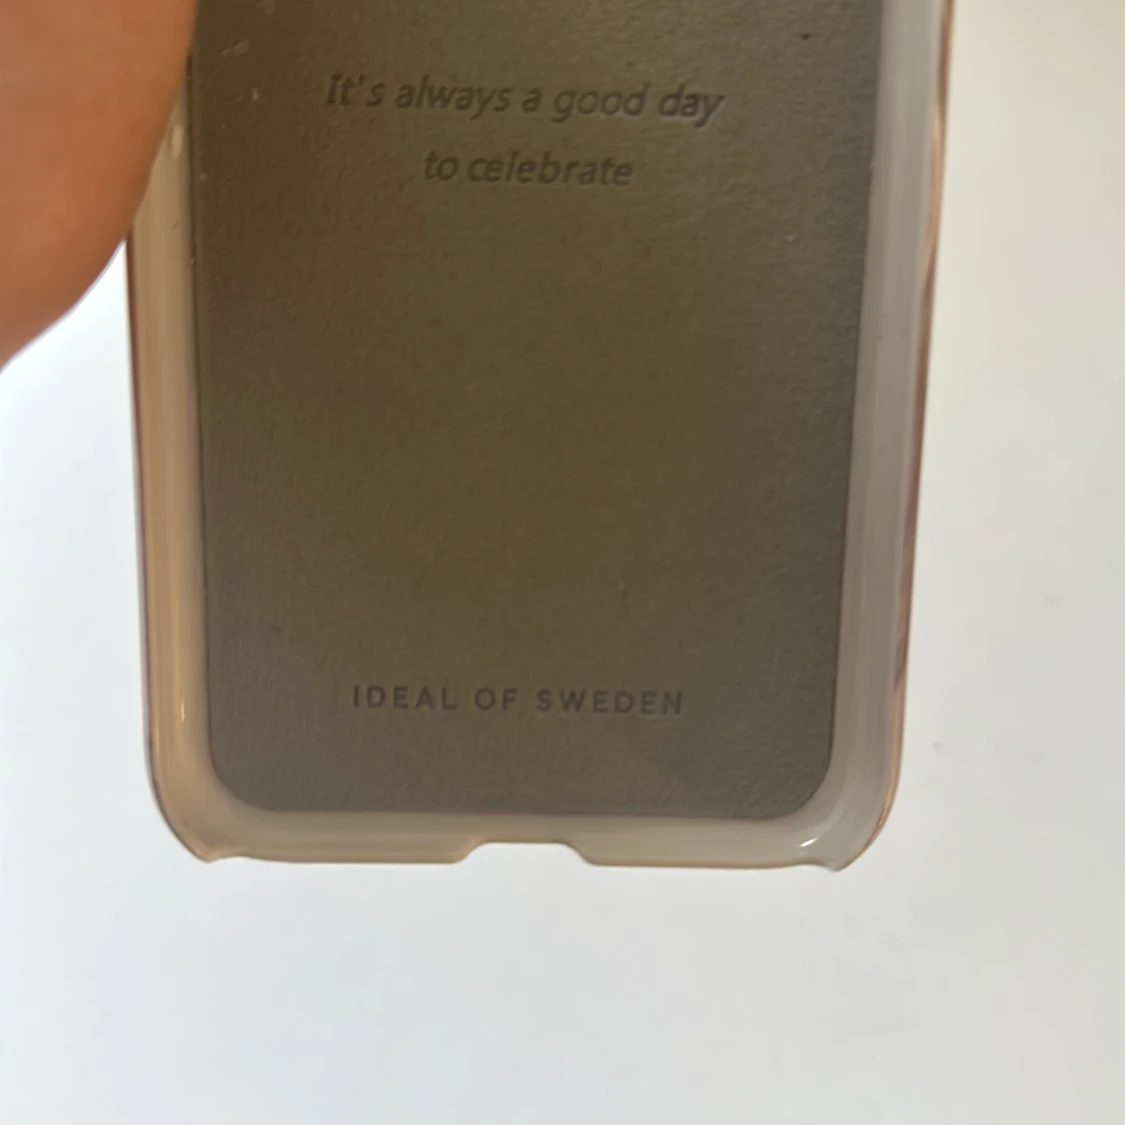 It's always a good day
to celebrate
IDEAL OF SWEDEN